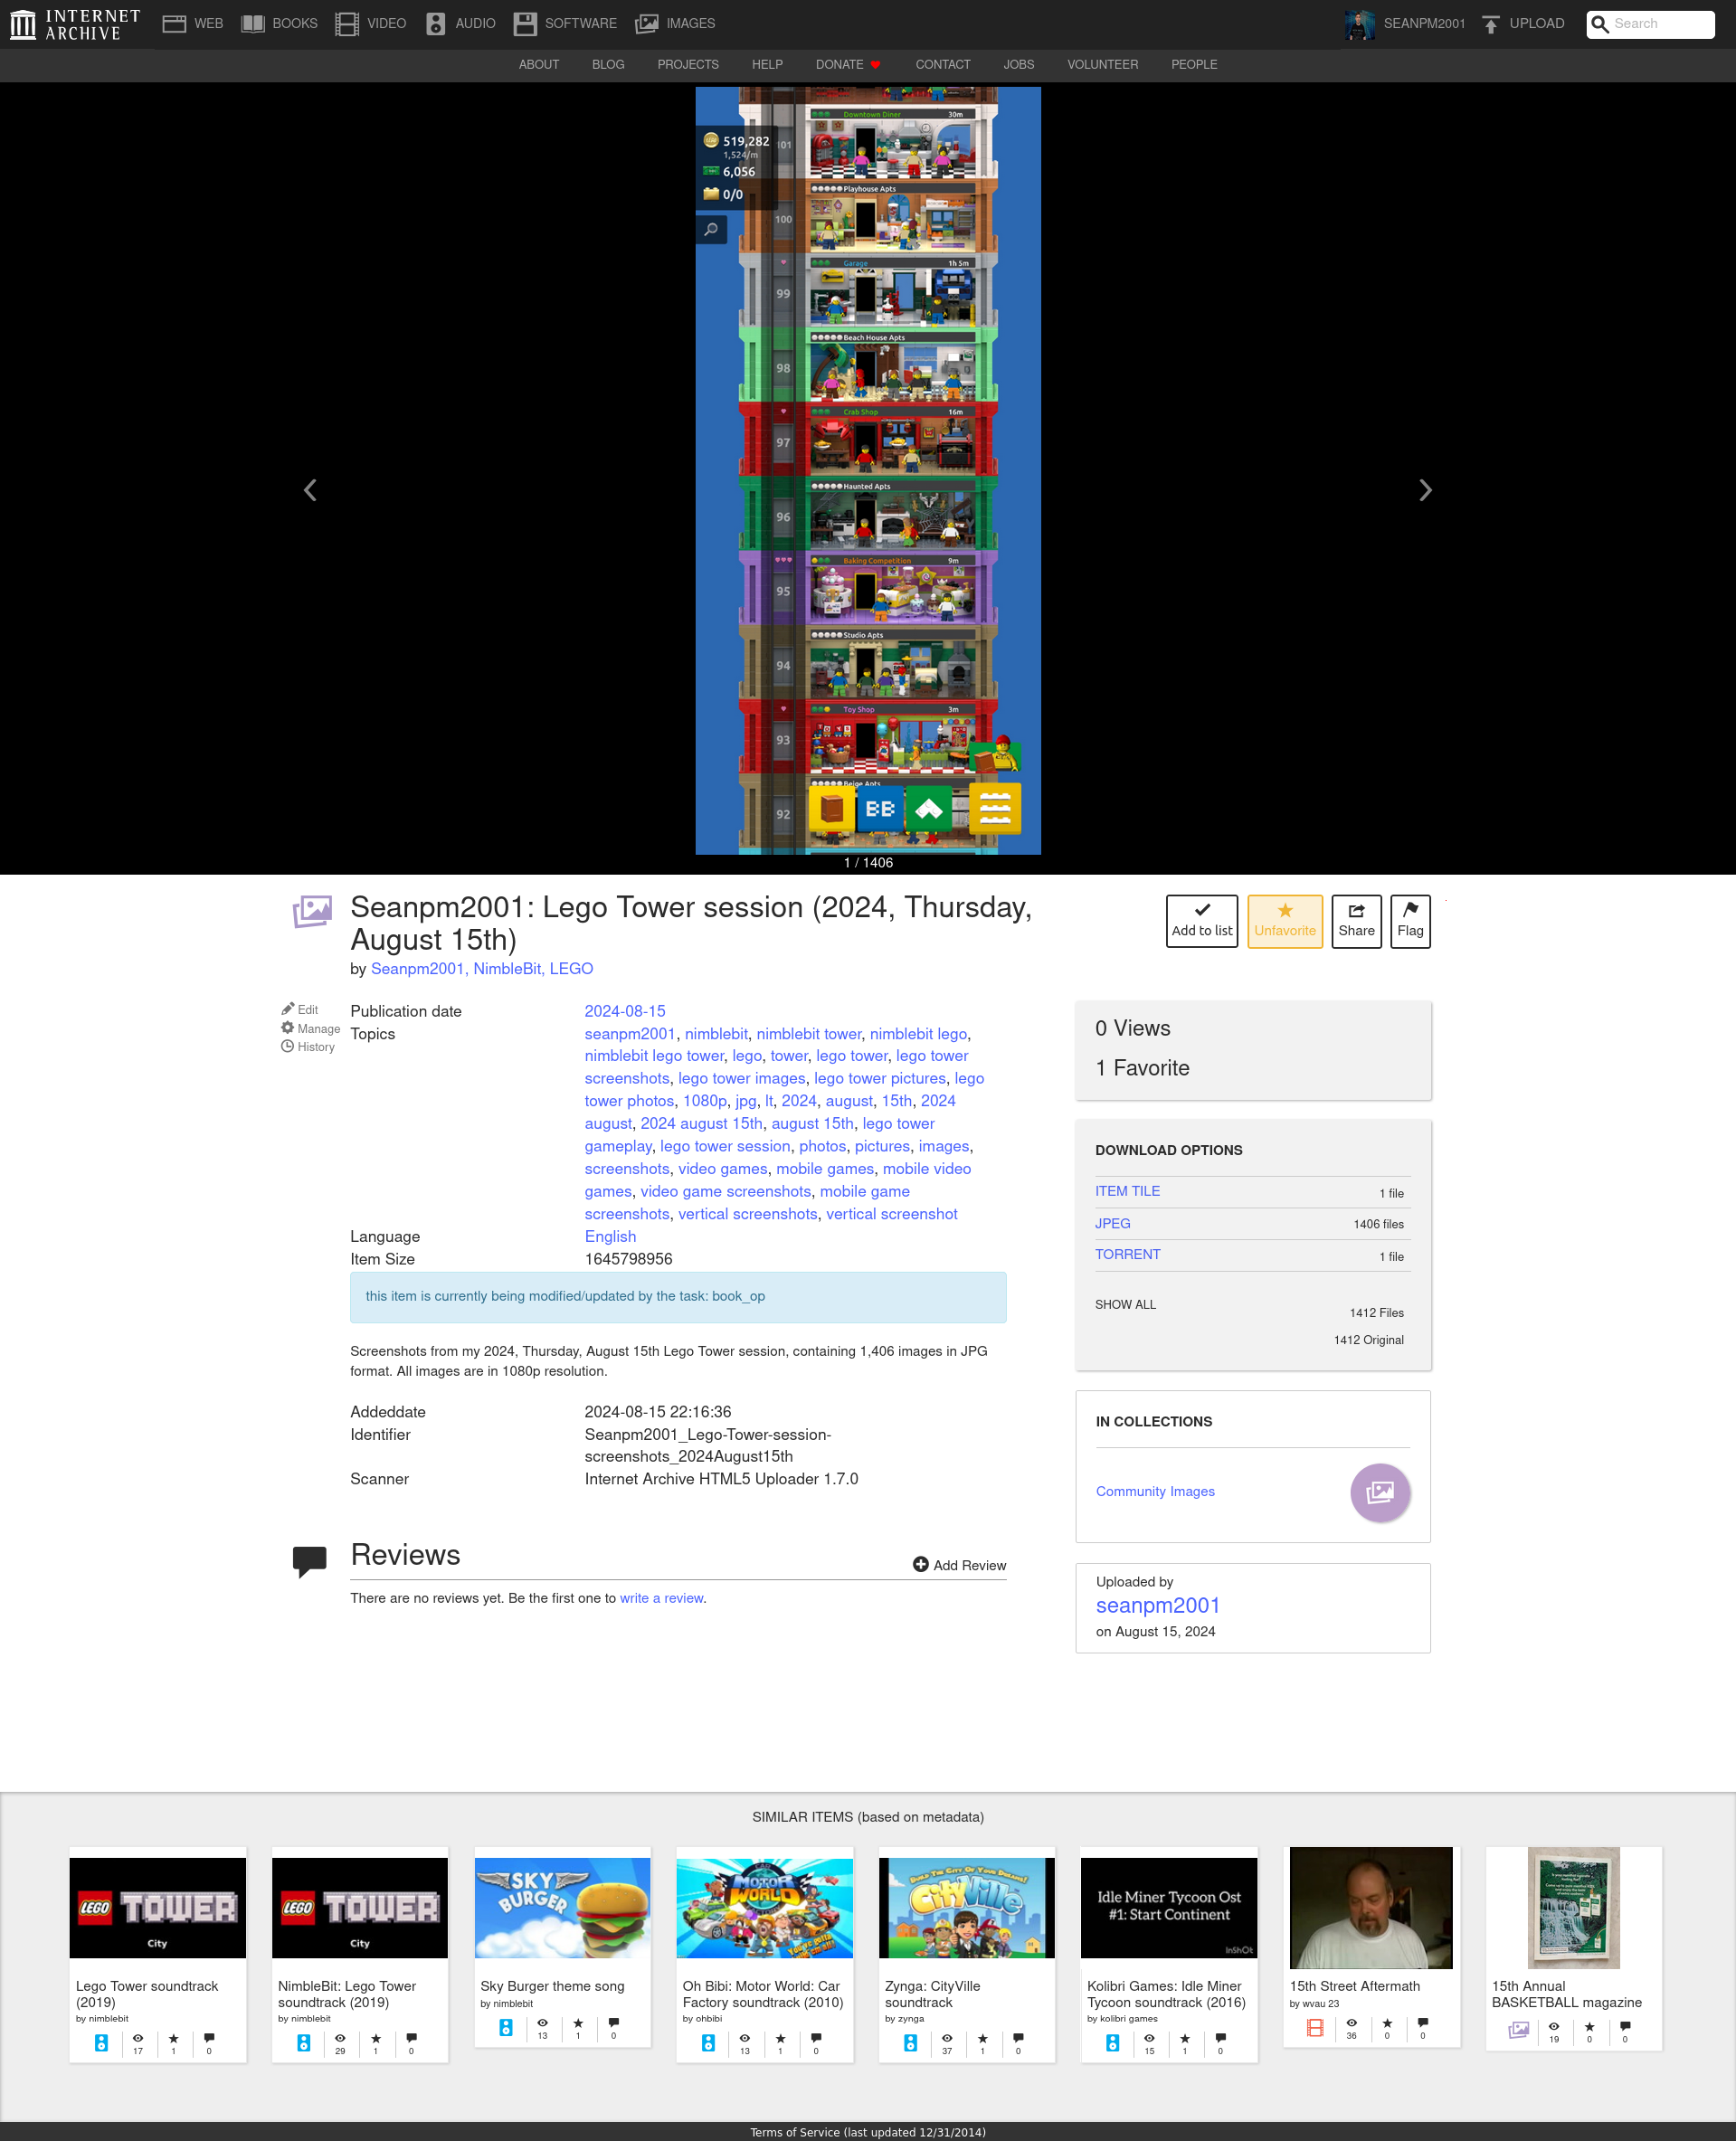 INTERNET
ARCHIVE
WEB
BOOKS
VIDEO
AUDIO
SOFTWARE
IMAGES
SEANPM2001
UPLOAD
Search
ABOUT
BLOG
PROJECTS
HELP
DONATE
CONTACT
JOBS
VOLUNTEER
PEOPLE
Downtown Diner 30m
519,282
1,524/m
101
6,056
0/0
Playhouse Apts
100
Garage 1h 5m
99
Beach House Apts
98
Crab Shop 16m
97
Haunted Apts
96
Baking Competition 9m
95
Studio Apts
94
Toy Shop 3m
93
Beige Apts
92
BB
1 / 1406
Seanpm2001: Lego Tower session (2024, Thursday,
August 15th)
by Seanpm2001, NimbleBit, LEGO
Add to list
Unfavorite
Share
Flag
Edit
Manage
History
Publication date 2024-08-15
Topics seanpm2001, nimblebit, nimblebit tower, nimblebit lego,
nimblebit lego tower, lego, tower, lego tower, lego tower
screenshots, lego tower images, lego tower pictures, lego
tower photos, 1080p, jpg, lt, 2024, august, 15th, 2024
august, 2024 august 15th, august 15th, lego tower
gameplay, lego tower session, photos, pictures, images,
screenshots, video games, mobile games, mobile video
games, video game screenshots, mobile game
screenshots, vertical screenshots, vertical screenshot
Language English
Item Size 1645798956
this item is currently being modified/updated by the task: book_op
Screenshots from my 2024, Thursday, August 15th Lego Tower session, containing 1,406 images in JPG
format. All images are in 1080p resolution.
Addeddate 2024-08-15 22:16:36
Identifier Seanpm2001_Lego-Tower-session-
screenshots_2024August15th
Scanner Internet Archive HTML5 Uploader 1.7.0
Reviews
Add Review
There are no reviews yet. Be the first one to write a review.
0 Views
1 Favorite
DOWNLOAD OPTIONS
ITEM TILE 1 file
JPEG 1406 files
TORRENT 1 file
SHOW ALL
1412 Files
1412 Original
IN COLLECTIONS
Community Images
Uploaded by
seanpm2001
on August 15, 2024
SIMILAR ITEMS (based on metadata)
LEGO TOWER
City
Lego Tower soundtrack
(2019)
by nimblebit
17 1 0
LEGO TOWER
City
NimbleBit: Lego Tower
soundtrack (2019)
by nimblebit
29 1 0
SKY
BURGER
Sky Burger theme song
by nimblebit
13 1 0
MOTOR
WORLD
Oh Bibi: Motor World: Car
Factory soundtrack (2010)
by ohbibi
13 1 0
BUILD THE CITY OF YOUR DREAMS!
CityVille
Zynga: CityVille
soundtrack
by zynga
37 1 0
Idle Miner Tycoon Ost
#1: Start Continent
InShOt
Kolibri Games: Idle Miner
Tycoon soundtrack (2016)
by kolibri games
15 1 0
15th Street Aftermath
by wvau 23
36 0 0
15th Annual
BASKETBALL magazine
19 0 0
Terms of Service (last updated 12/31/2014)